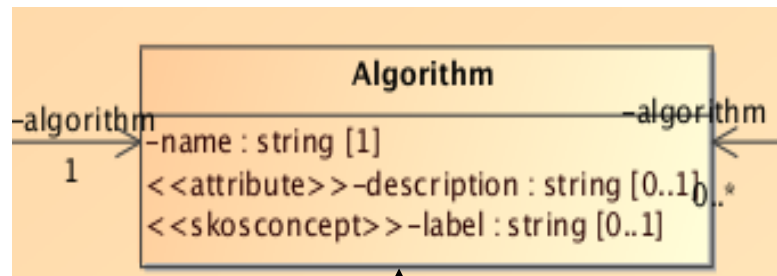 Algorithm
-algorithm
-algorithm
-name : string [1]
1
<<attribute>>-description : string [0..1]
0..*
<<skosconcept>>-label : string [0..1]